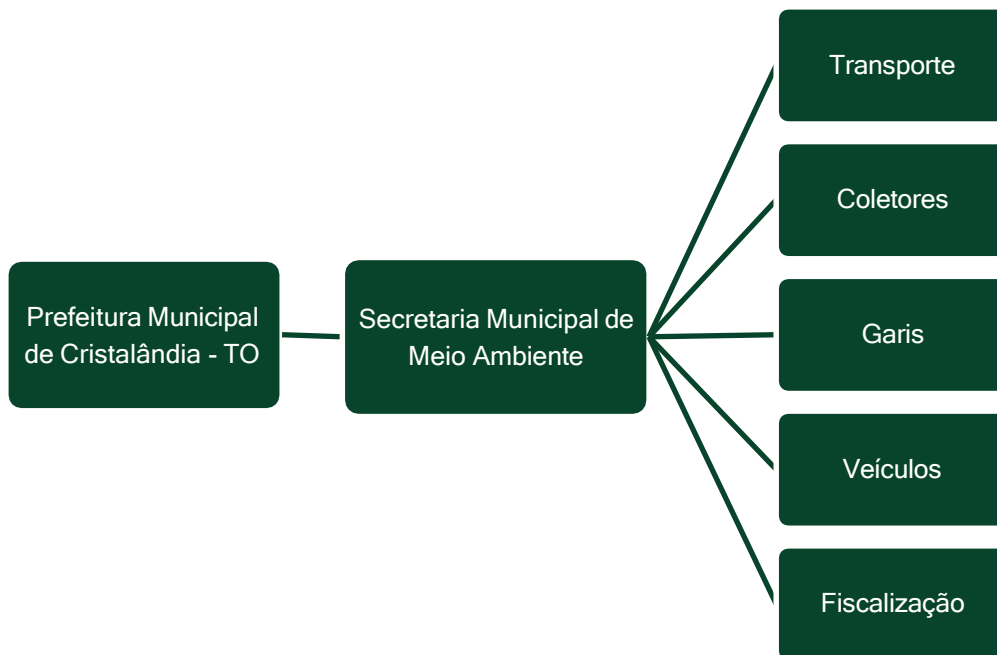 Prefeitura Municipal
de Cristalândia - TO
Secretaria Municipal de
Meio Ambiente
Transporte
Coletores
Garis
Veículos
Fiscalização